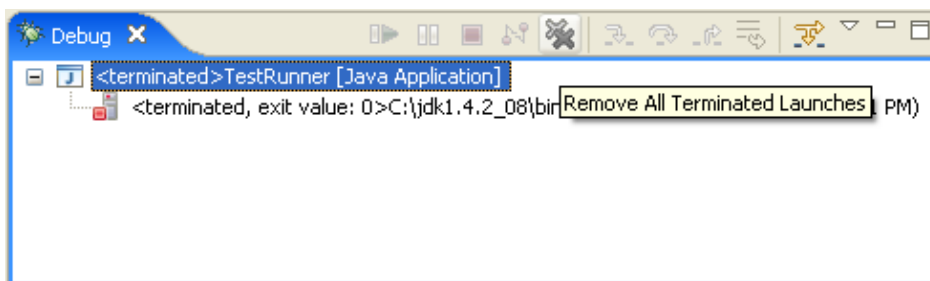 Debug
<terminated>TestRunner [Java Application]
<terminated, exit value: 0>C:\jdk1.4.2_08\bin PM)
Remove All Terminated Launches